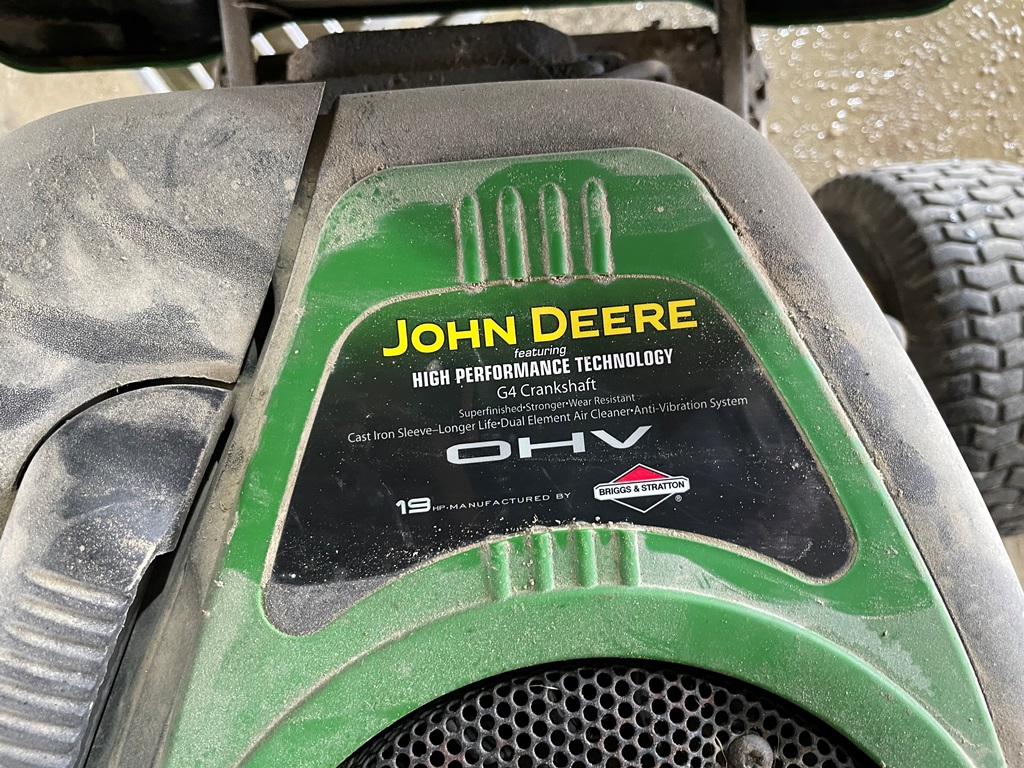 JOHN DEERE
featuring
HIGH PERFORMANCE TECHNOLOGY
G4 Crankshaft
Superfinished•Stronger•Wear Resistant
Cast Iron Sleeve–Longer Life•Dual Element Air Cleaner•Anti-Vibration System
OHV
19 HP•MANUFACTURED BY BRIGGS & STRATTON ®